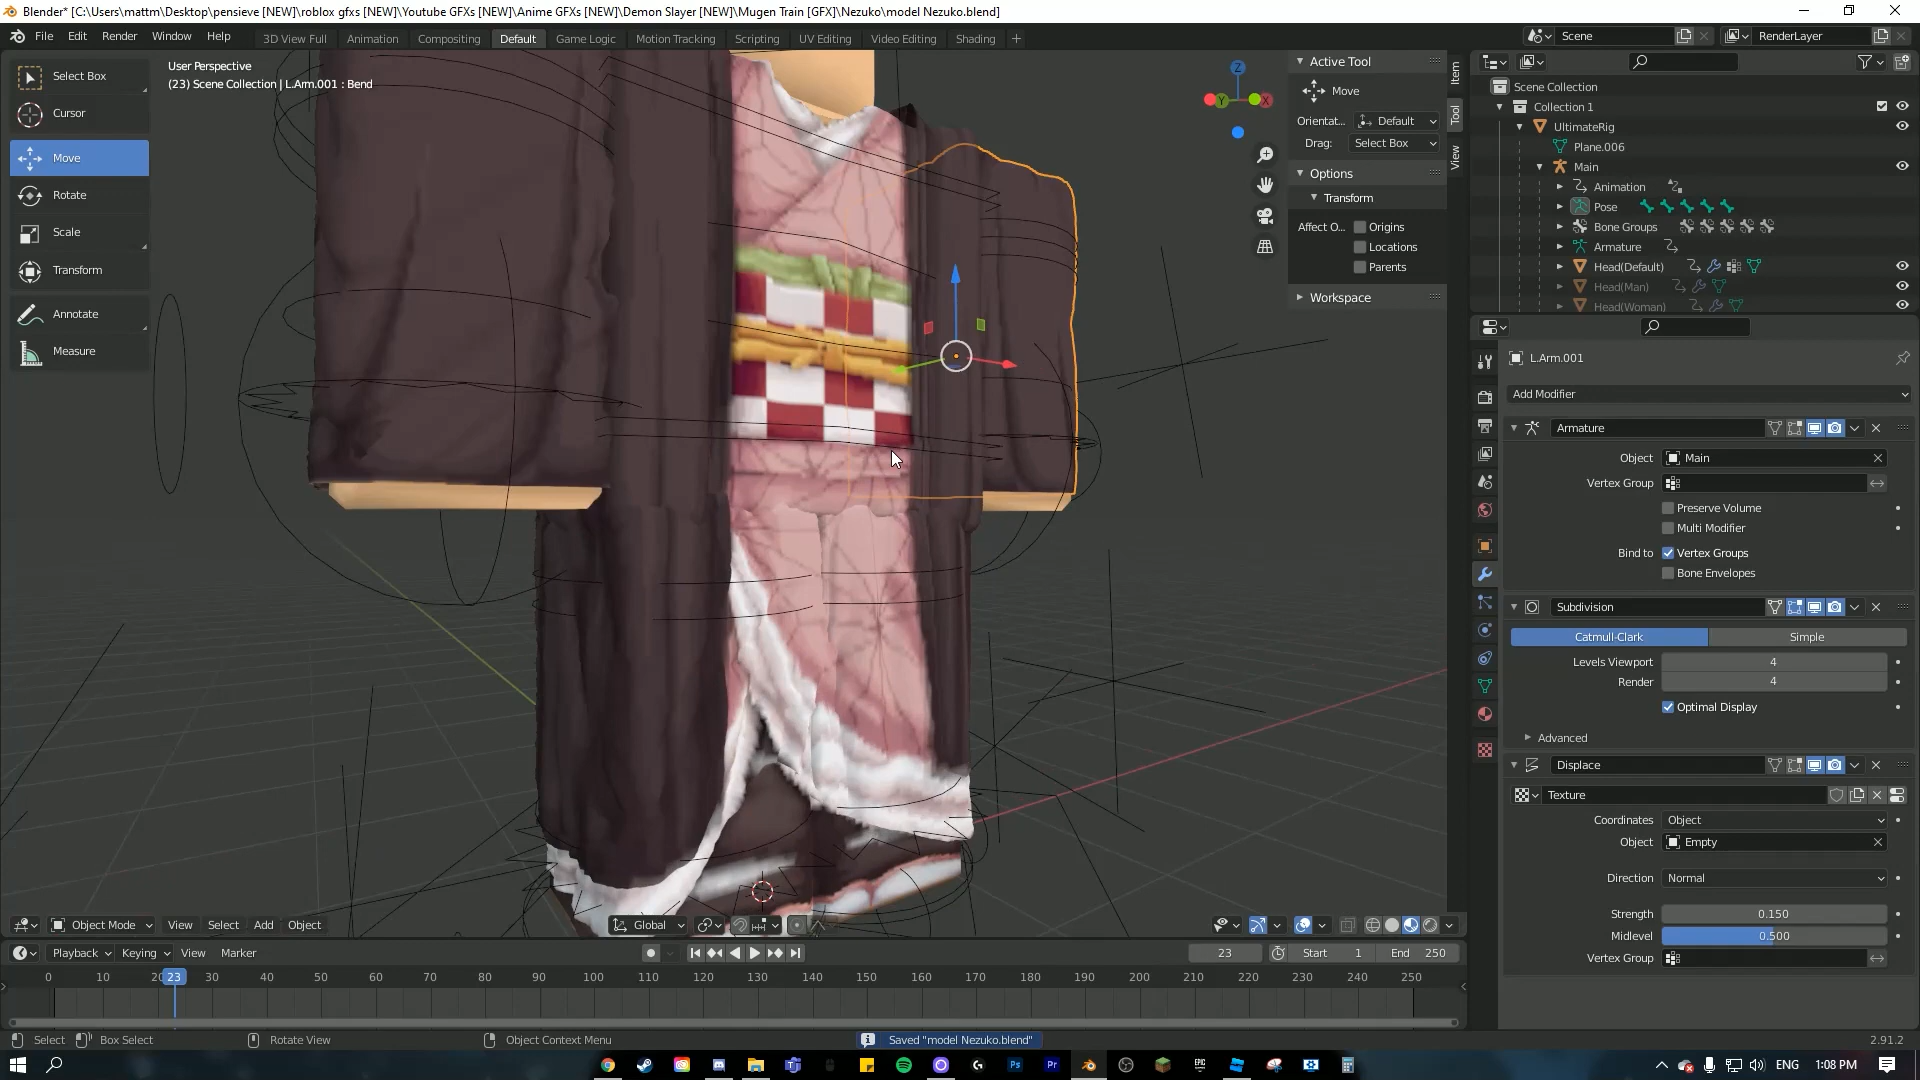 Blender* [C:\Users\mattm\Desktop\pensieve [NEW]\roblox gfxs [NEW]\Youtube GFXs [NEW]\Anime GFXs [NEW]\Demon Slayer [NEW]\Mugen Train [GFX]\Nezuko\model Nezuko.blend]
File Edit Render Window Help
3D View Full Animation Compositing Default Game Logic Motion Tracking Scripting UV Editing Video Editing Shading +
Scene
RenderLayer
Select Box
Cursor
Move
Rotate
Scale
Transform
Annotate
Measure
User Perspective
(23) Scene Collection | L.Arm.001 : Bend
Z
Y
X
Active Tool
Move
Orientat... Default
Drag: Select Box
Options
Transform
Affect O... Origins
Locations
Parents
Workspace
Item
Tool
View
Scene Collection
Collection 1
UltimateRig
Plane.006
Main
Animation
Pose
Bone Groups
Armature
Head(Default)
Head(Man)
Head(Woman)
L.Arm.001
Add Modifier
Armature
Object Main
Vertex Group
Preserve Volume
Multi Modifier
Bind to Vertex Groups
Bone Envelopes
Subdivision
Catmull-Clark Simple
Levels Viewport 4
Render 4
Optimal Display
Advanced
Displace
Texture
Coordinates Object
Object Empty
Direction Normal
Strength 0.150
Midlevel 0.500
Vertex Group
Object Mode View Select Add Object
Global
Playback Keying View Marker
23
Start 1 End 250
0 10 20 23 30 40 50 60 70 80 90 100 110 120 130 140 150 160 170 180 190 200 210 220 230 240 250
Select Box Select Rotate View Object Context Menu
Saved "model Nezuko.blend"
2.91.2
ENG 1:08 PM